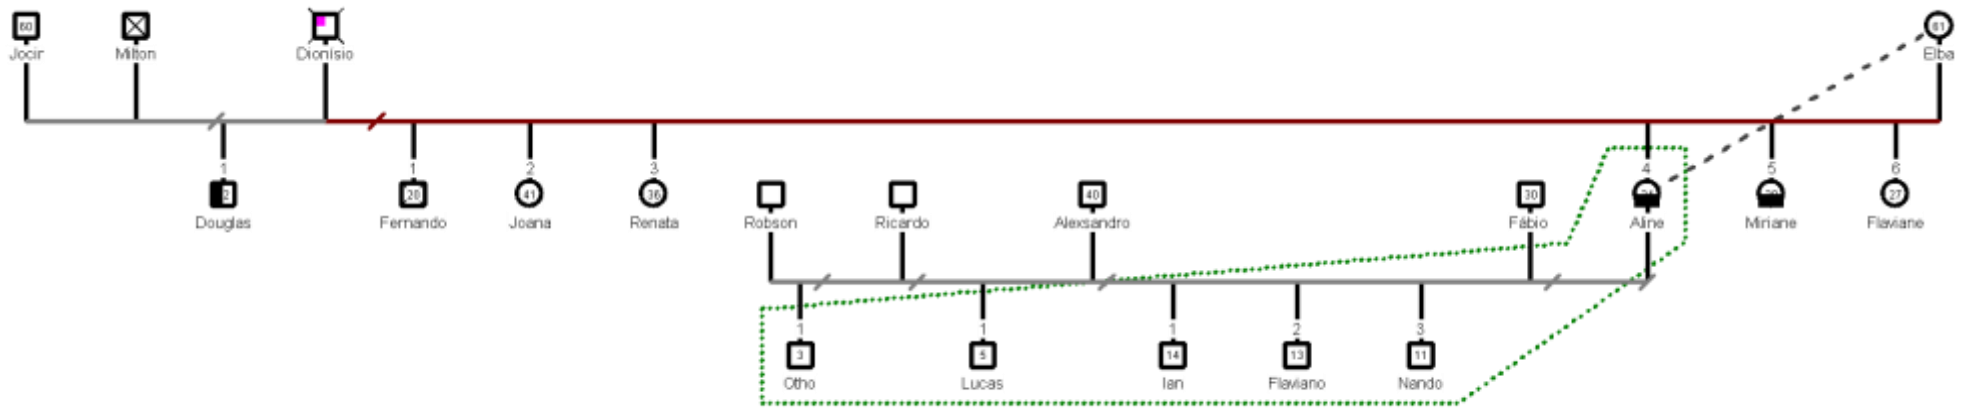 60 61
Jocir Milton Dionísio Elba
1 1 2 3 4 5 6
20 41 36 30 40 27
Douglas Fernando Joana Renata Robson Ricardo Alexsandro Fábio Aline Miriane Flaviane
1 1 1 2 3
3 5 14 13 11
Otho Lucas Ian Flaviano Nando